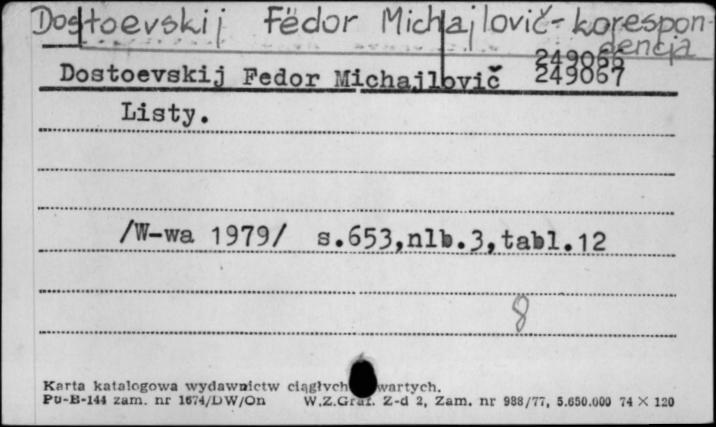 Dostoevskij Fëdor Michajlovič - korespon-
dencja
249066
Dostoevskij Fedor Michajlovič 249067
Listy.
/W-wa 1979/ s.653,nlb.3,tabl.12
8
Karta katalogowa wydawnictw ciągłych wartych.
Pu-B-144 zam. nr 1674/DW/On W.Z.Graf. Z-d 2, Zam. nr 988/77, 5.650.000 74 × 120